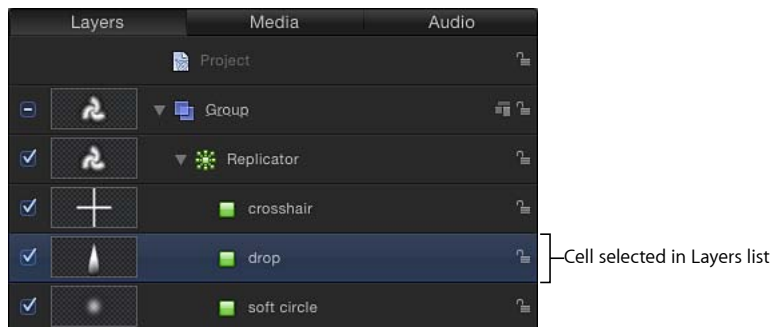 Layers Media Audio
Project
Group
Replicator
crosshair
drop
Cell selected in Layers list
soft circle